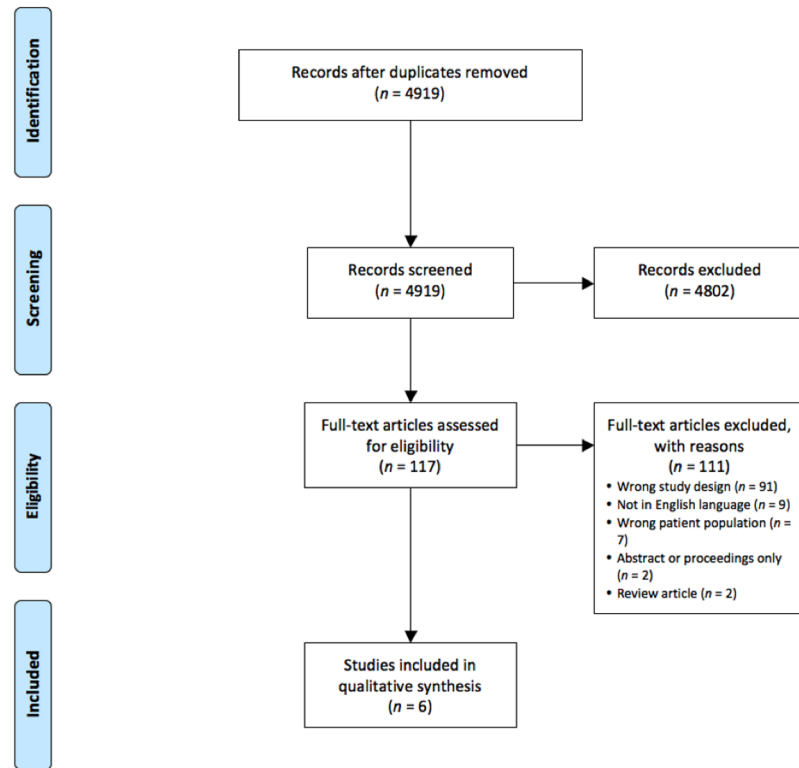 Identification
Records after duplicates removed
(n = 4919)
Screening
Records screened
(n = 4919)
Records excluded
(n = 4802)
Eligibility
Full-text articles assessed
for eligibility
(n = 117)
Full-text articles excluded,
with reasons
(n = 111)
• Wrong study design (n = 91)
• Not in English language (n = 9)
• Wrong patient population (n =
7)
• Abstract or proceedings only
(n = 2)
• Review article (n = 2)
Included
Studies included in
qualitative synthesis
(n = 6)